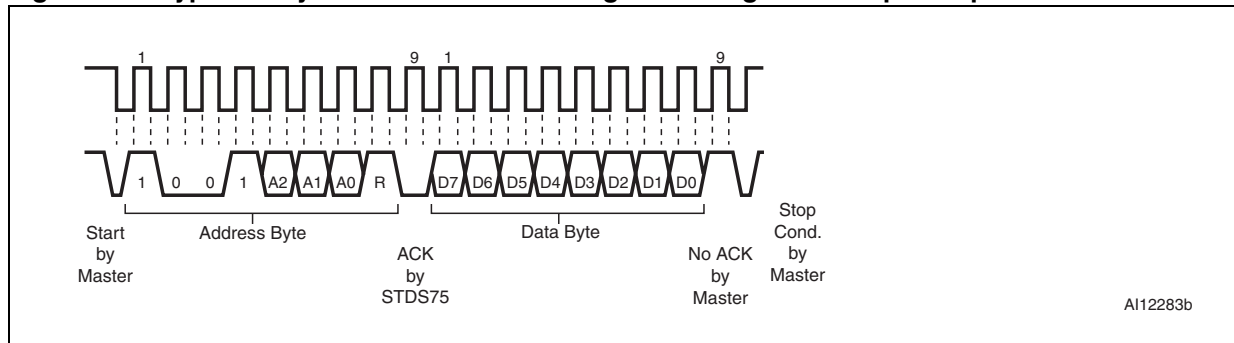 1 9 1 9
1 0 0 1 A2 A1 A0 R D7 D6 D5 D4 D3 D2 D1 D0
Start
by
Master
Address Byte
ACK
by
STDS75
Data Byte
No ACK
by
Master
Stop
Cond.
by
Master
AI12283b